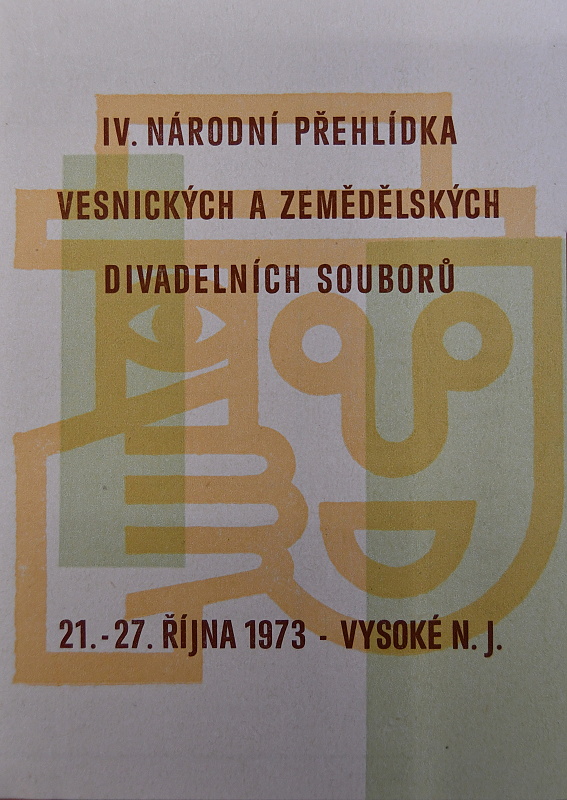 IV. NÁRODNÍ PŘEHLÍDKA
VESNICKÝCH A ZEMĚDĚLSKÝCH
DIVADELNÍCH SOUBORŮ
21.-27. ŘÍJNA 1973 - VYSOKÉ N. J.